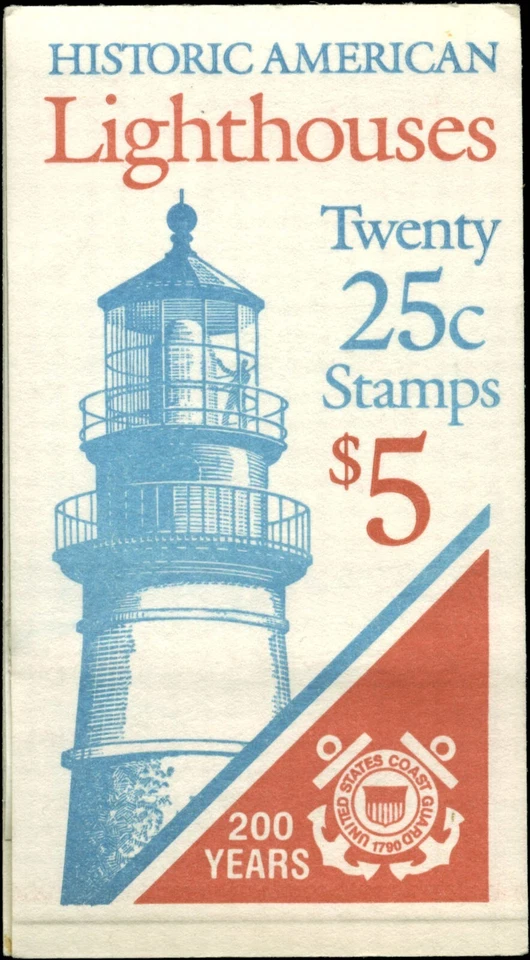 HISTORIC AMERICAN
Lighthouses
Twenty
25c
Stamps
$5
200
YEARS
UNITED STATES COAST GUARD
1790